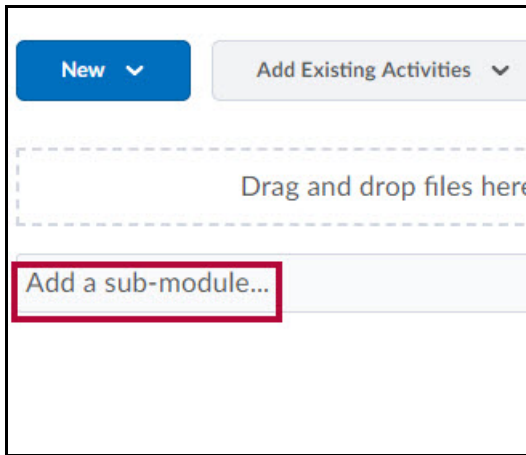 New
Add Existing Activities
Drag and drop files here
Add a sub-module...